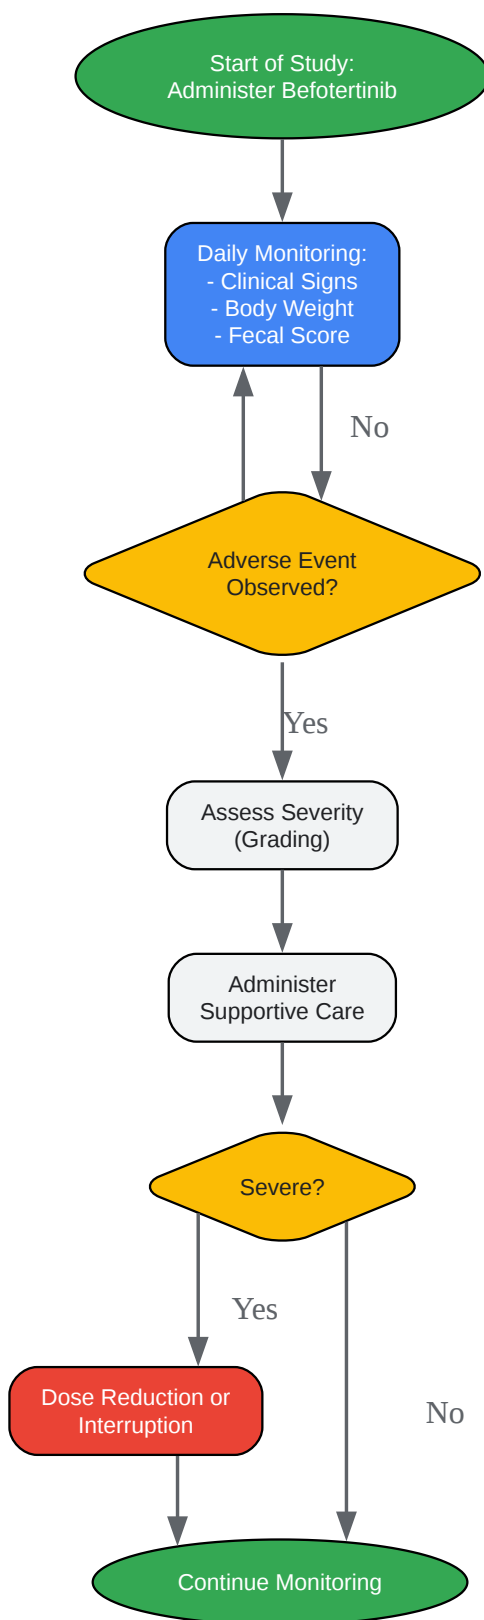 Start of Study:
Administer Befotertinib
Daily Monitoring:
- Clinical Signs
- Body Weight
- Fecal Score
No
Adverse Event
Observed?
Yes
Assess Severity
(Grading)
Administer
Supportive Care
Severe?
Yes
Dose Reduction or
Interruption
No
Continue Monitoring